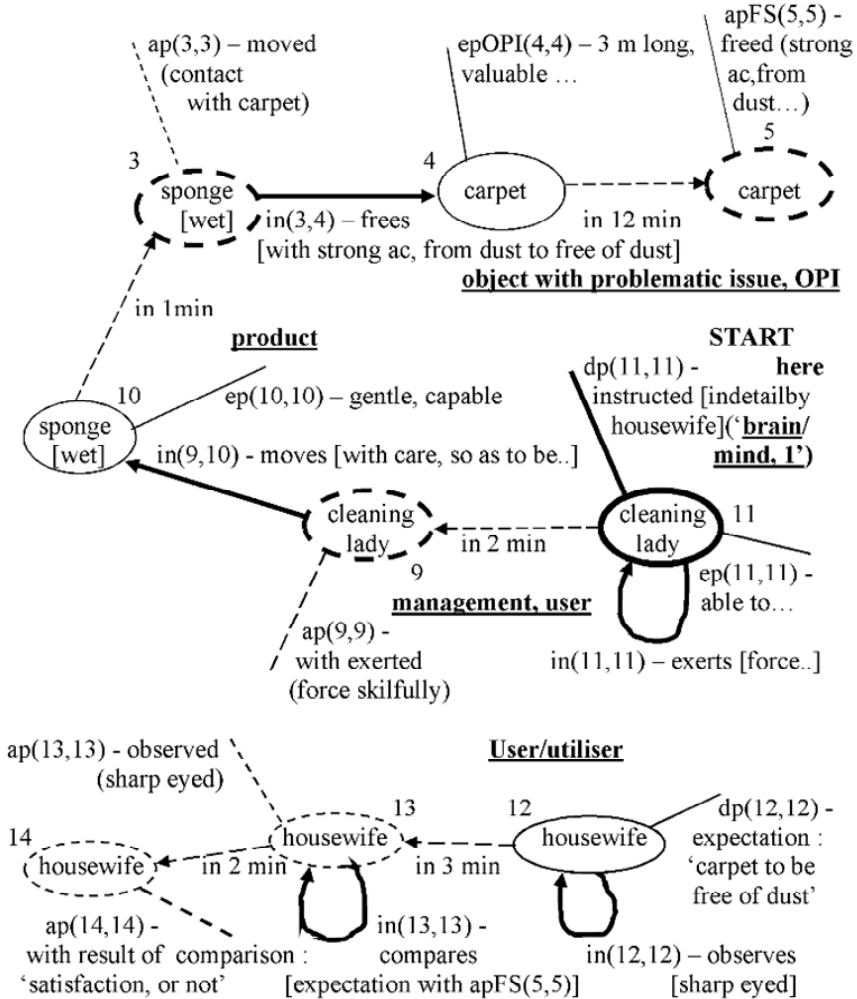 ap(3,3) – moved
(contact
with carpet)
epOPI(4,4) – 3 m long,
valuable …
apFS(5,5) -
freed (strong
ac,from
dust…)
3
4
5
sponge
[wet]
carpet
carpet
in(3,4) – frees
in 12 min
[with strong ac, from dust to free of dust]
object with problematic issue, OPI
in 1min
product
START
here
dp(11,11) -
instructed [indetailby
housewife](‘brain/
mind, 1’)
10
ep(10,10) – gentle, capable
sponge
[wet]
in(9,10) - moves [with care, so as to be..]
cleaning
lady
9
in 2 min
cleaning
lady
11
management, user
ep(11,11) -
able to…
ap(9,9) -
with exerted
(force skilfully)
in(11,11) – exerts [force..]
User/utiliser
ap(13,13) - observed
(sharp eyed)
14
13
12
housewife
in 2 min
housewife
in 3 min
housewife
dp(12,12) -
expectation :
‘carpet to be
free of dust’
ap(14,14) -
with result of comparison :
‘satisfaction, or not’
in(13,13) -
compares
[expectation with apFS(5,5)]
in(12,12) – observes
[sharp eyed]